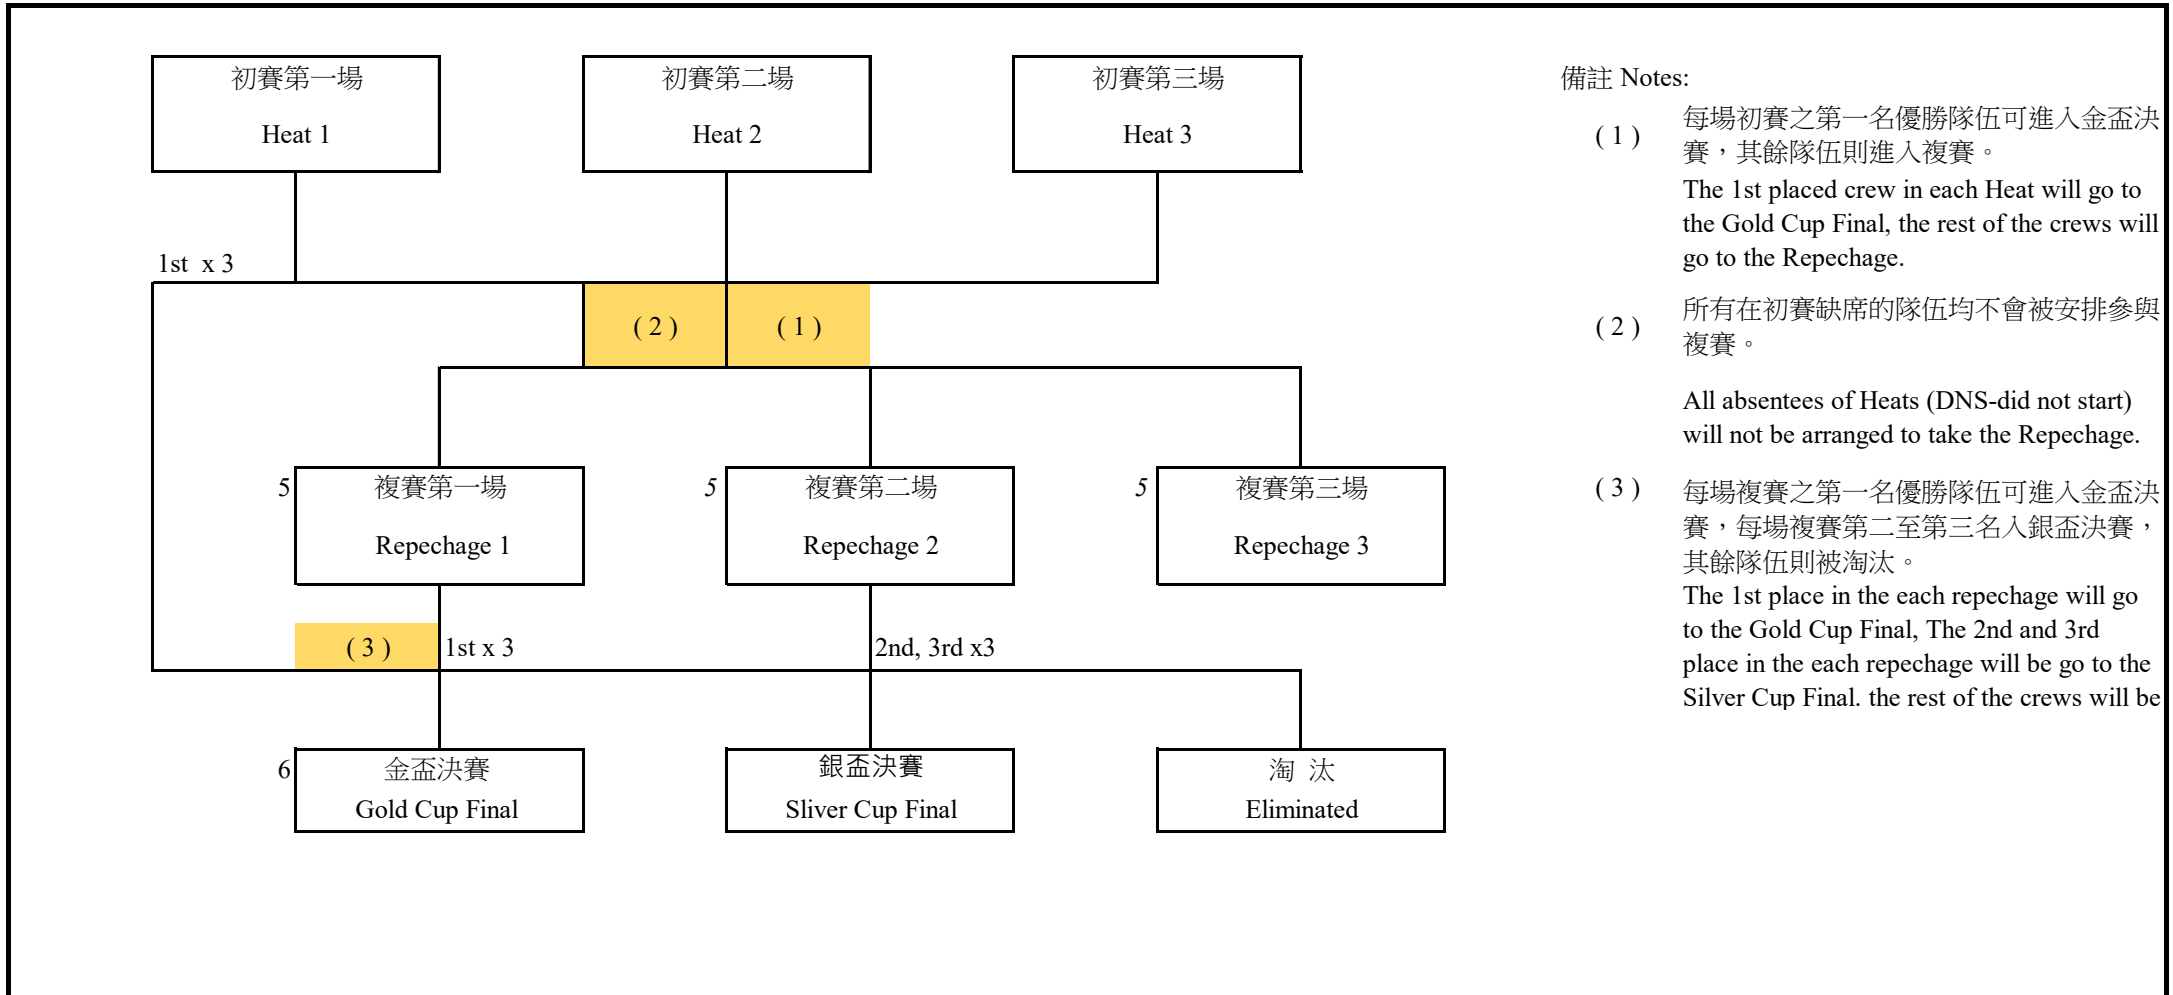 初賽第一場
Heat 1
初賽第二場
Heat 2
初賽第三場
Heat 3
1st x 3
( 2 )
( 1 )
5
複賽第一場
Repechage 1
5
複賽第二場
Repechage 2
5
複賽第三場
Repechage 3
( 3 )
1st x 3
2nd, 3rd x3
6
金盃決賽
Gold Cup Final
銀盃決賽
Sliver Cup Final
淘 汰
Eliminated
備註 Notes:
( 1 )
每場初賽之第一名優勝隊伍可進入金盃決
賽，其餘隊伍則進入複賽。
The 1st placed crew in each Heat will go to
the Gold Cup Final, the rest of the crews will
go to the Repechage.
( 2 )
所有在初賽缺席的隊伍均不會被安排參與
複賽。
All absentees of Heats (DNS-did not start)
will not be arranged to take the Repechage.
( 3 )
每場複賽之第一名優勝隊伍可進入金盃決
賽，每場複賽第二至第三名入銀盃決賽，
其餘隊伍則被淘汰。
The 1st place in the each repechage will go
to the Gold Cup Final, The 2nd and 3rd
place in the each repechage will be go to the
Silver Cup Final. the rest of the crews will be